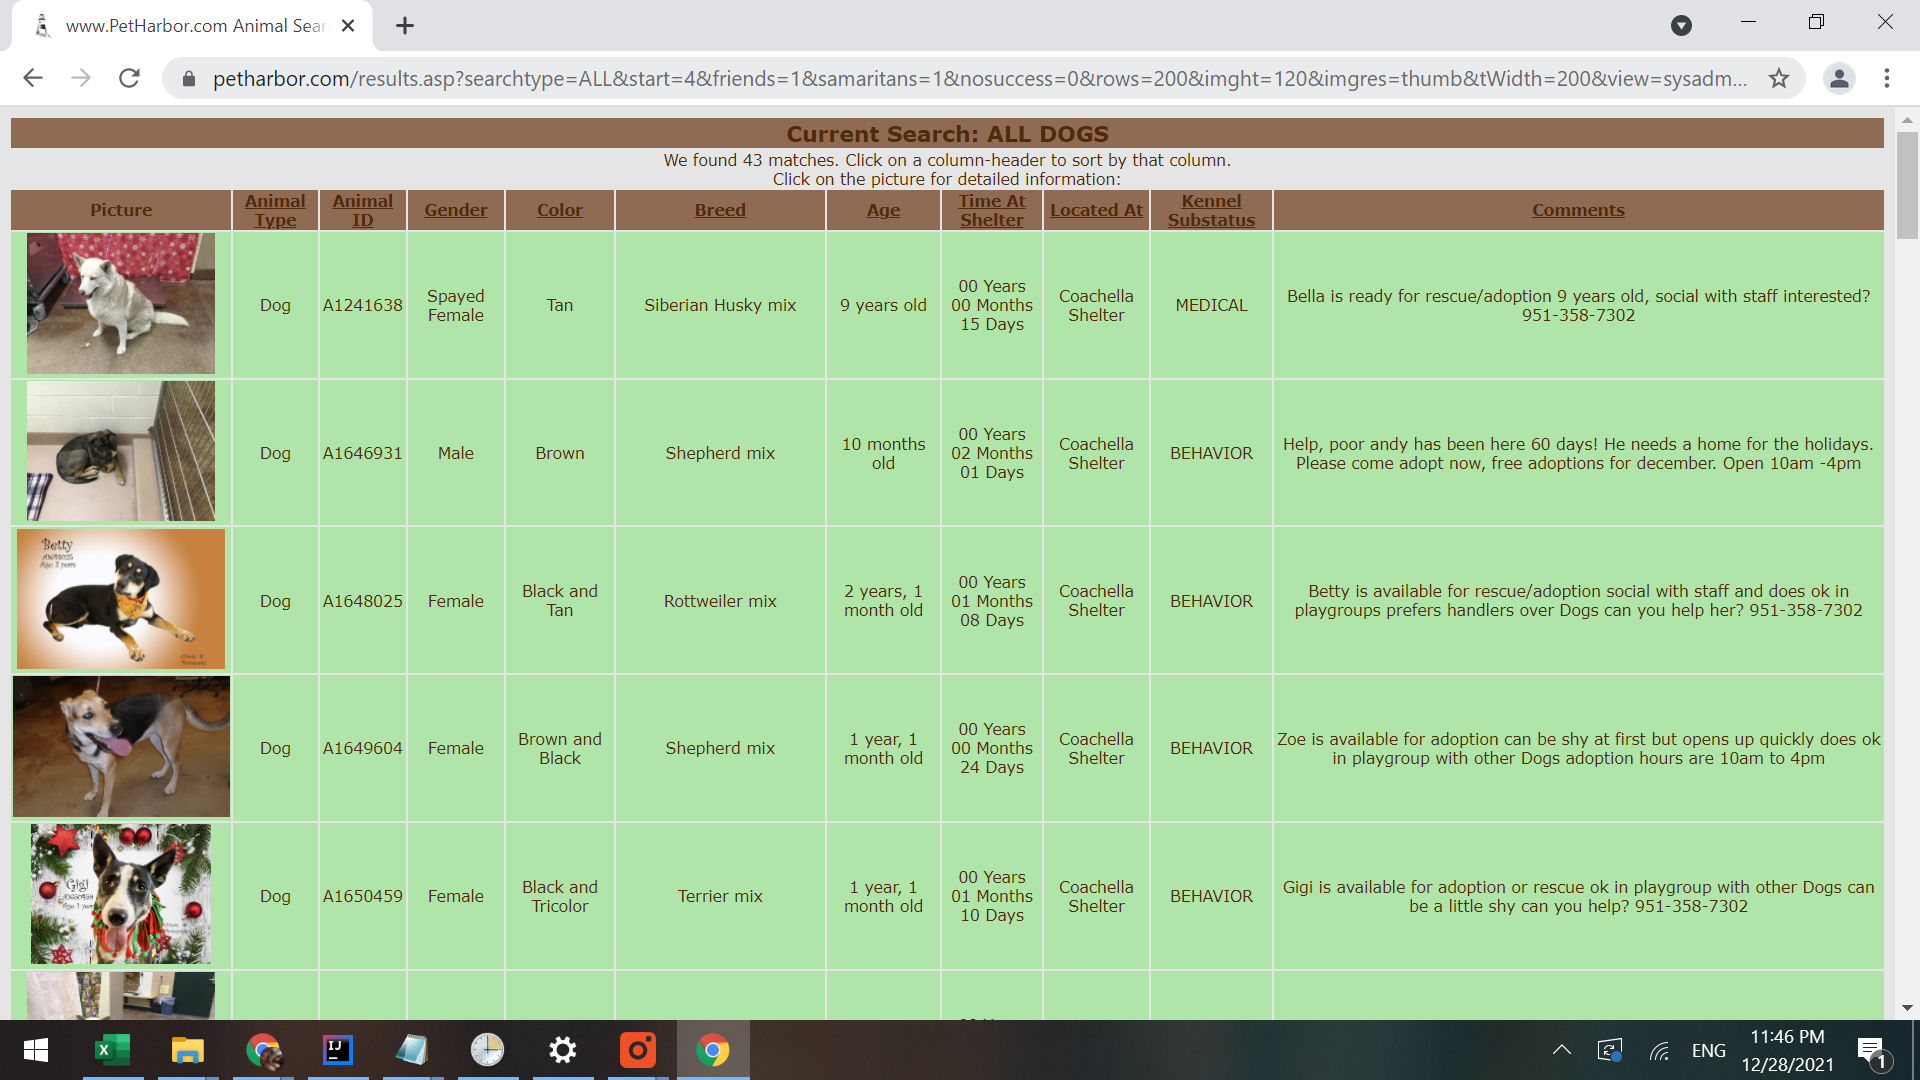 www.PetHarbor.com Animal Sear
petharbor.com/results.asp?searchtype=ALL&start=4&friends=1&samaritans=1&nosuccess=0&rows=200&imght=120&imgres=thumb&tWidth=200&view=sysadm...
Current Search: ALL DOGS
We found 43 matches. Click on a column-header to sort by that column.
Click on the picture for detailed information:
Picture
Animal
Type
Animal
ID
Gender
Color
Breed
Age
Time At
Shelter
Located At
Kennel
Substatus
Comments
Dog
A1241638
Spayed
Female
Tan
Siberian Husky mix
9 years old
00 Years
00 Months
15 Days
Coachella
Shelter
MEDICAL
Bella is ready for rescue/adoption 9 years old, social with staff interested?
951-358-7302
Dog
A1646931
Male
Brown
Shepherd mix
10 months
old
00 Years
02 Months
01 Days
Coachella
Shelter
BEHAVIOR
Help, poor andy has been here 60 days! He needs a home for the holidays.
Please come adopt now, free adoptions for december. Open 10am -4pm
Betty
Age: 2 years
Dog
A1648025
Female
Black and
Tan
Rottweiler mix
2 years, 1
month old
00 Years
01 Months
08 Days
Coachella
Shelter
BEHAVIOR
Betty is available for rescue/adoption social with staff and does ok in
playgroups prefers handlers over Dogs can you help her? 951-358-7302
Dog
A1649604
Female
Brown and
Black
Shepherd mix
1 year, 1
month old
00 Years
00 Months
24 Days
Coachella
Shelter
BEHAVIOR
Zoe is available for adoption can be shy at first but opens up quickly does ok
in playgroup with other Dogs adoption hours are 10am to 4pm
Gigi
Age: 1 year
Dog
A1650459
Female
Black and
Tricolor
Terrier mix
1 year, 1
month old
00 Years
01 Months
10 Days
Coachella
Shelter
BEHAVIOR
Gigi is available for adoption or rescue ok in playgroup with other Dogs can
be a little shy can you help? 951-358-7302
IJ
ENG
11:46 PM
12/28/2021
1